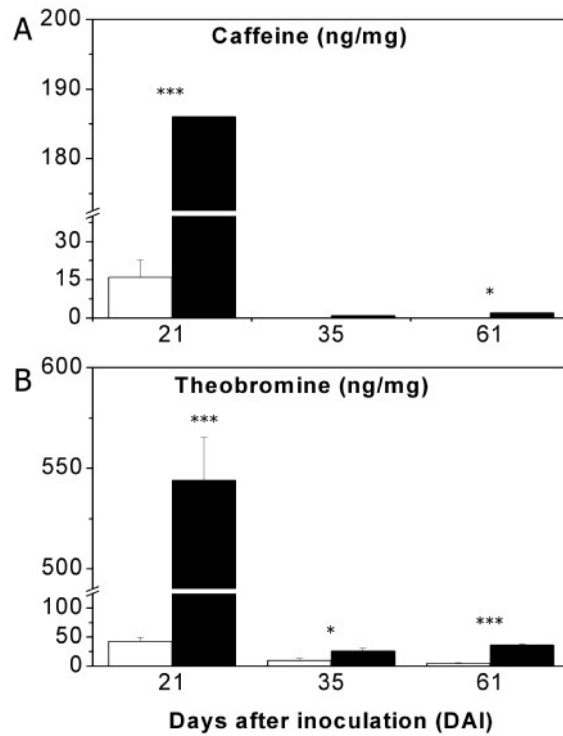 A
Caffeine (ng/mg)
200
190
180
30
15
0
***
*
21 35 61
B
Theobromine (ng/mg)
600
550
500
100
50
0
***
*
***
21 35 61
Days after inoculation (DAI)